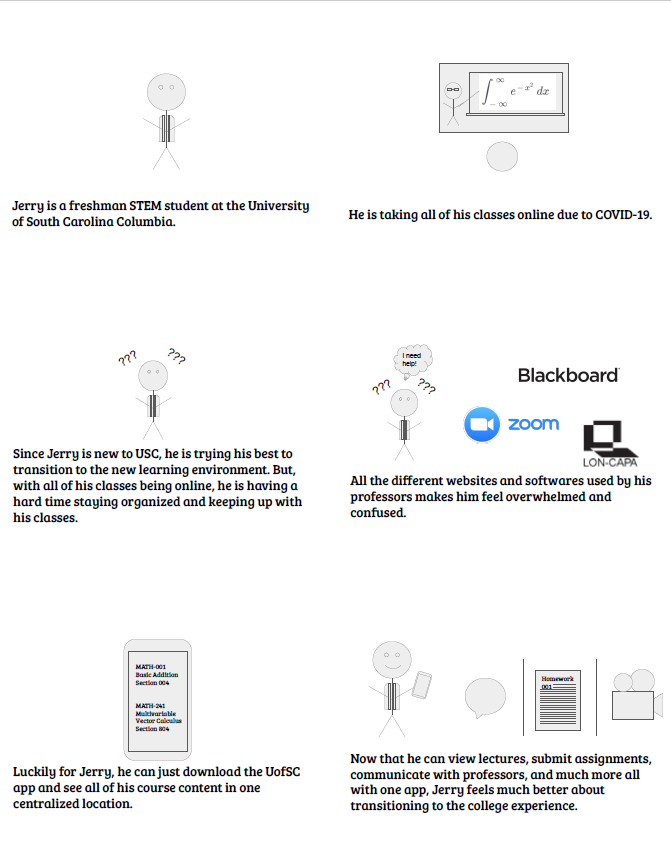 ∫_{-∞}^{∞} e^{-x²} dx
Jerry is a freshman STEM student at the University
of South Carolina Columbia.
He is taking all of his classes online due to COVID-19.
??? ???
Since Jerry is new to USC, he is trying his best to
transition to the new learning environment. But,
with all of his classes being online, he is having a
hard time staying organized and keeping up with
his classes.
I need
help!
??? ???
Blackboard
zoom
LON-CAPA
All the different websites and softwares used by his
professors makes him feel overwhelmed and
confused.
MATH-001
Basic Addition
Section 004
MATH-241
Multivariable
Vector Calculus
Section 804
Luckily for Jerry, he can just download the UofSC
app and see all of his course content in one
centralized location.
Homework
001
Now that he can view lectures, submit assignments,
communicate with professors, and much more all
with one app, Jerry feels much better about
transitioning to the college experience.